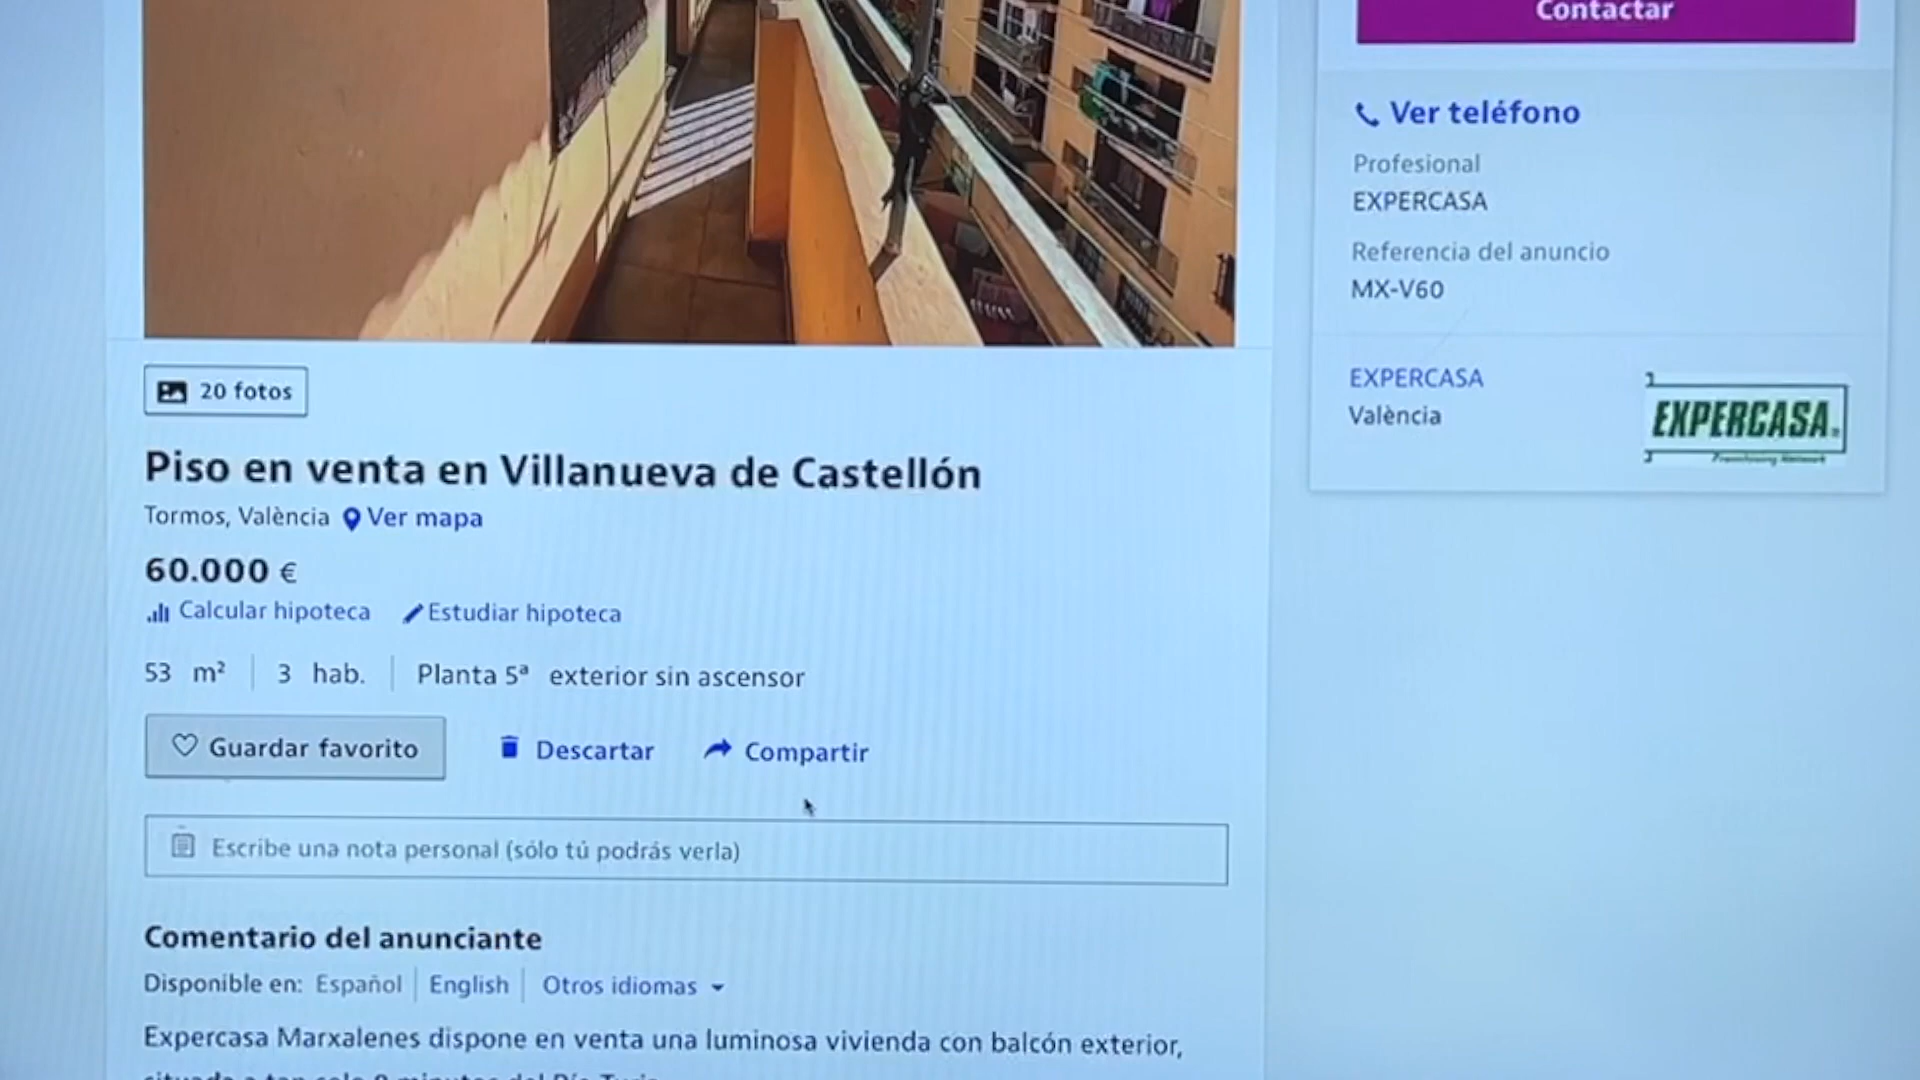 Contactar
Ver teléfono
Profesional
EXPERCASA
Referencia del anuncio
MX-V60
EXPERCASA
València
EXPERCASA
20 fotos
Piso en venta en Villanueva de Castellón
Tormos, València Ver mapa
60.000 €
Calcular hipoteca Estudiar hipoteca
53 m² 3 hab. Planta 5ª exterior sin ascensor
Guardar favorito Descartar Compartir
Escribe una nota personal (sólo tú podrás verla)
Comentario del anunciante
Disponible en: Español English Otros idiomas
Expercasa Marxalenes dispone en venta una luminosa vivienda con balcón exterior,